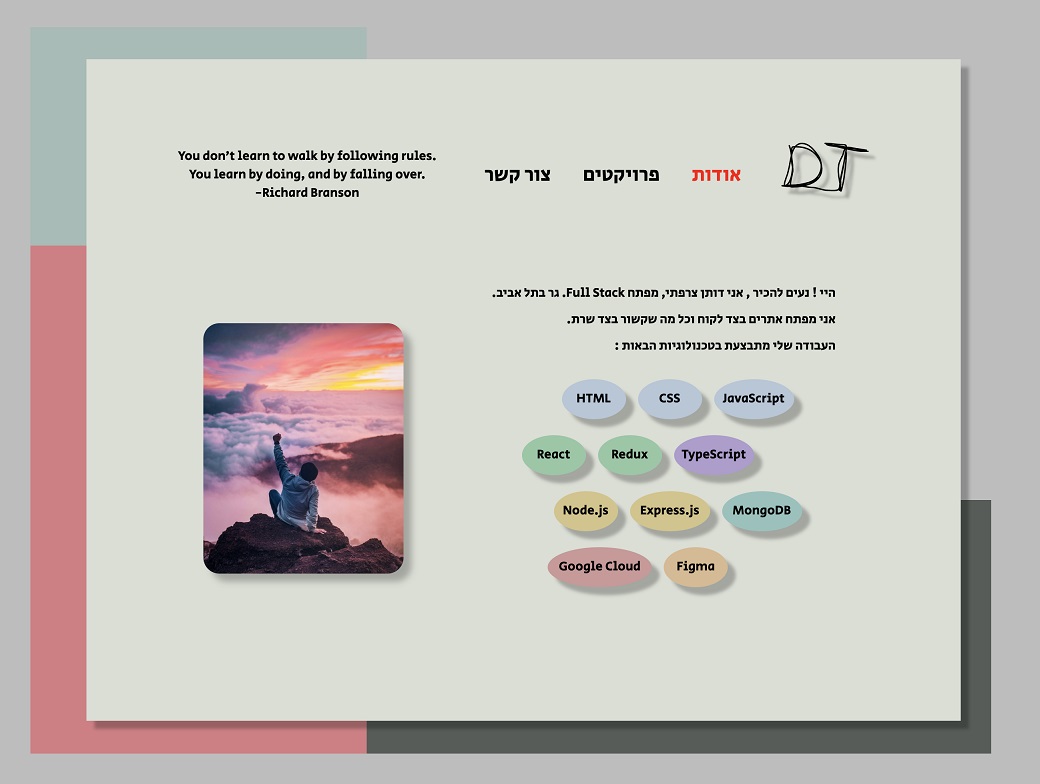 DT
אודות
פרויקטים
צור קשר
You don't learn to walk by following rules.
You learn by doing, and by falling over.
-Richard Branson
היי ! נעים להכיר , אני דותן צרפתי, מפתח Full Stack. גר בתל אביב.
אני מפתח אתרים בצד לקוח וכל מה שקשור בצד שרת.
העבודה שלי מתבצעת בטכנולוגיות הבאות :
HTML CSS JavaScript
React Redux TypeScript
Node.js Express.js MongoDB
Google Cloud Figma